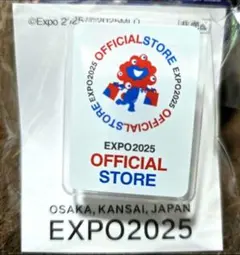 ©Expo 2025
OFFICIALSTORE EXPO2025 OFFICIALSTORE EXPO2025
EXPO2025
OFFICIAL
STORE
OSAKA, KANSAI, JAPAN
EXPO2025